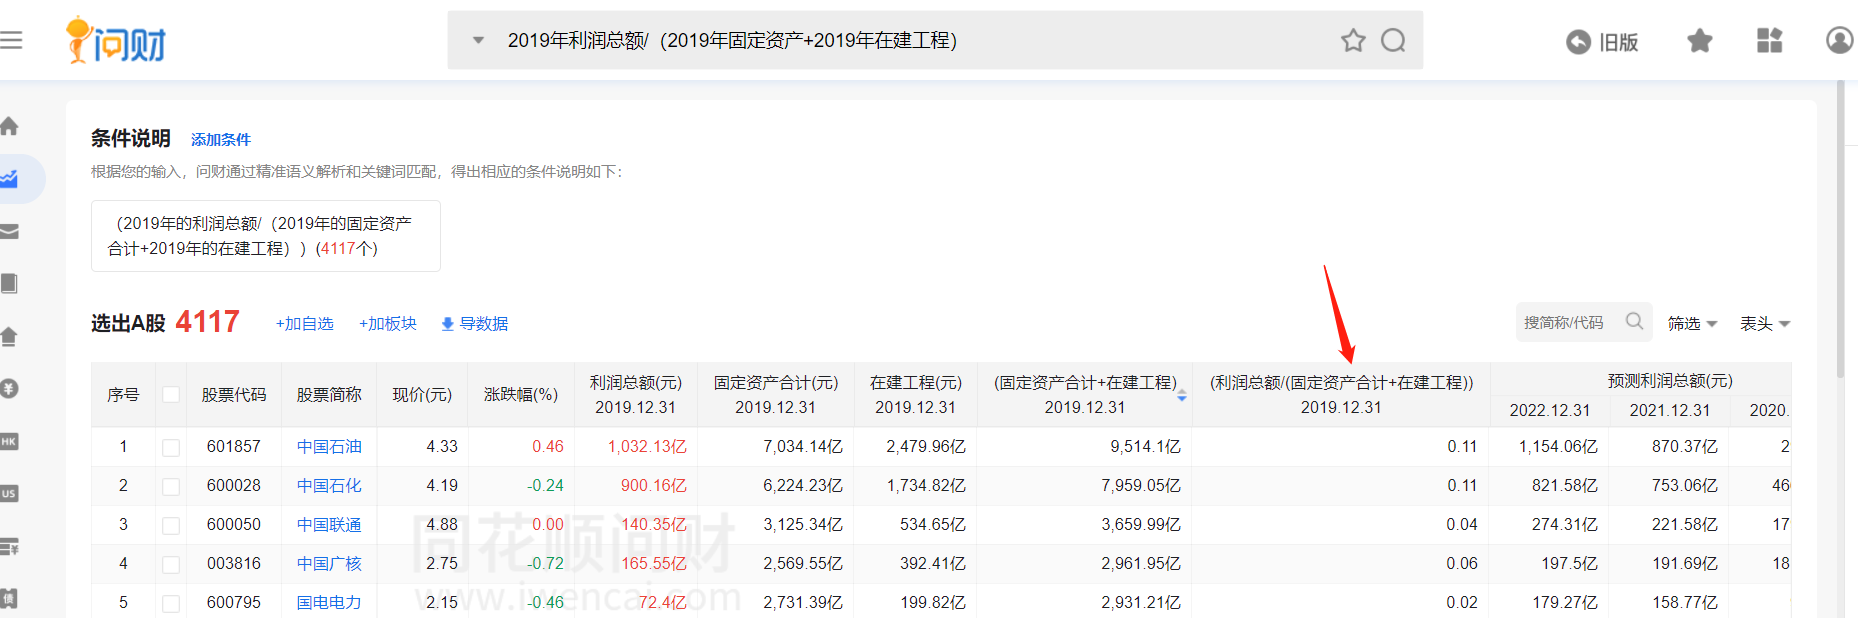 问财
2019年利润总额/（2019年固定资产+2019年在建工程）
旧版
条件说明 添加条件
根据您的输入，问财通过精准语义解析和关键词匹配，得出相应的条件说明如下：
（2019年的利润总额/（2019年的固定资产
合计+2019年的在建工程））(4117个)
选出A股 4117 +加自选 +加板块 导数据 搜简称/代码 筛选 表头
序号 股票代码 股票简称 现价(元) 涨跌幅(%) 利润总额(元) 2019.12.31 固定资产合计(元) 2019.12.31 在建工程(元) 2019.12.31 (固定资产合计+在建工程) 2019.12.31 (利润总额/(固定资产合计+在建工程)) 2019.12.31 预测利润总额(元)
2022.12.31 2021.12.31 2020.
1 601857 中国石油 4.33 0.46 1,032.13亿 7,034.14亿 2,479.96亿 9,514.1亿 0.11 1,154.06亿 870.37亿 2
2 600028 中国石化 4.19 -0.24 900.16亿 6,224.23亿 1,734.82亿 7,959.05亿 0.11 821.58亿 753.06亿 46
3 600050 中国联通 4.88 0.00 140.35亿 3,125.34亿 534.65亿 3,659.99亿 0.04 274.31亿 221.58亿 17
4 003816 中国广核 2.75 -0.72 165.55亿 2,569.55亿 392.41亿 2,961.95亿 0.06 197.5亿 191.69亿 18
5 600795 国电电力 2.15 -0.46 72.4亿 2,731.39亿 199.82亿 2,931.21亿 0.02 179.27亿 158.77亿
同花顺问财
www.iwencai.com
HK
US
债